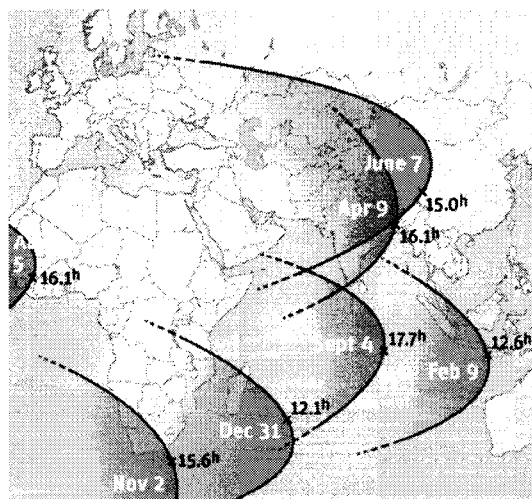 June 7
15.0h
Apr 9
16.1h
A
5
16.1h
Sept 4
17.7h
12.6h
Feb 9
12.1h
Dec 31
15.6h
Nov 2